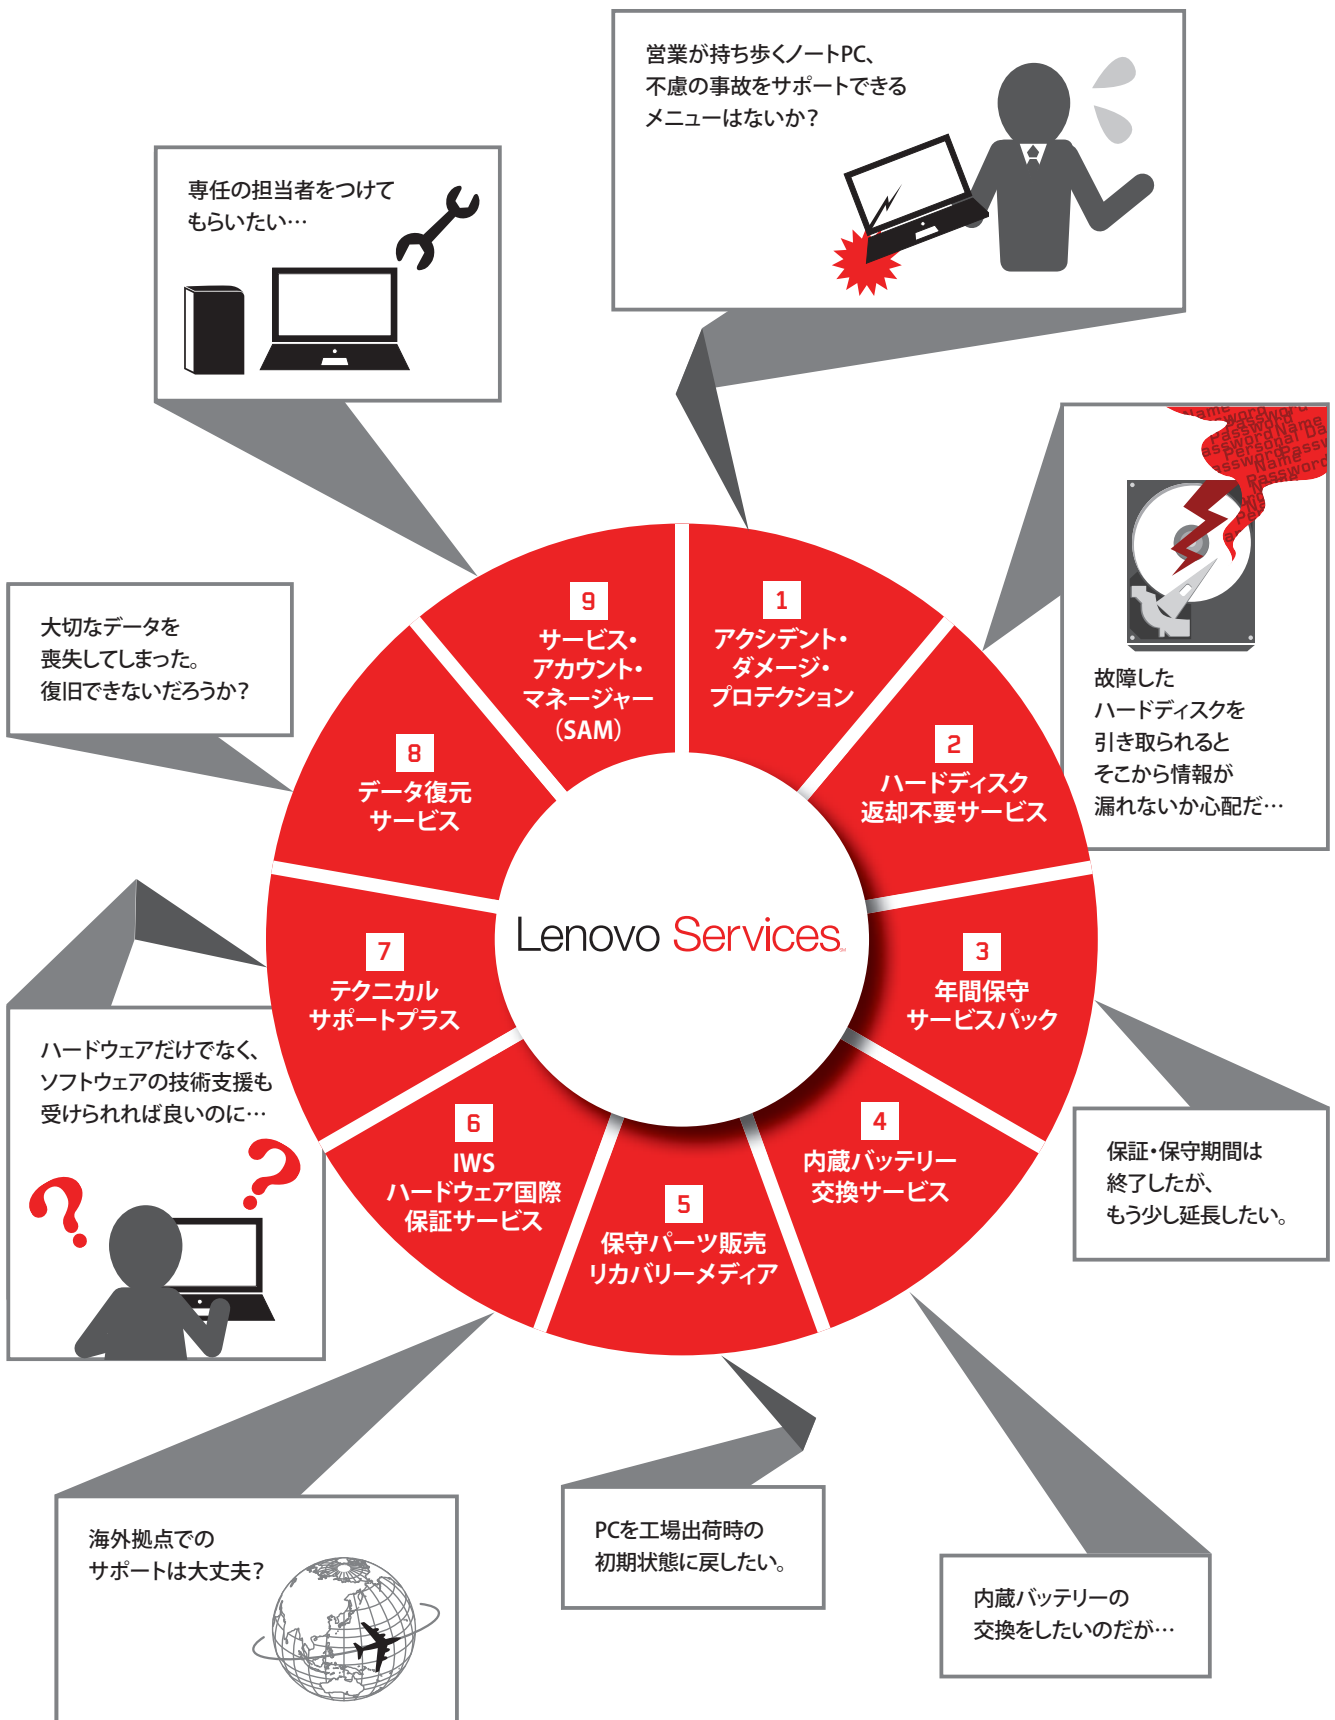 営業が持ち歩くノートPC、
不慮の事故をサポートできる
メニューはないか?
専任の担当者をつけて
もらいたい…
Name
Password
Password Name
Personal Da
Password
Name
Password
故障した
ハードディスクを
引き取られると
そこから情報が
漏れないか心配だ…
大切なデータを
喪失してしまった。
復旧できないだろうか?
1
アクシデント・
ダメージ・
プロテクション
2
ハードディスク
返却不要サービス
3
年間保守
サービスパック
4
内蔵バッテリー
交換サービス
5
保守パーツ販売
リカバリーメディア
6
IWS
ハードウェア国際
保証サービス
7
テクニカル
サポートプラス
8
データ復元
サービス
9
サービス・
アカウント・
マネージャー
(SAM)
Lenovo Services
ハードウェアだけでなく、
ソフトウェアの技術支援も
受けられれば良いのに…
保証・保守期間は
終了したが、
もう少し延長したい。
海外拠点での
サポートは大丈夫?
PCを工場出荷時の
初期状態に戻したい。
内蔵バッテリーの
交換をしたいのだが…